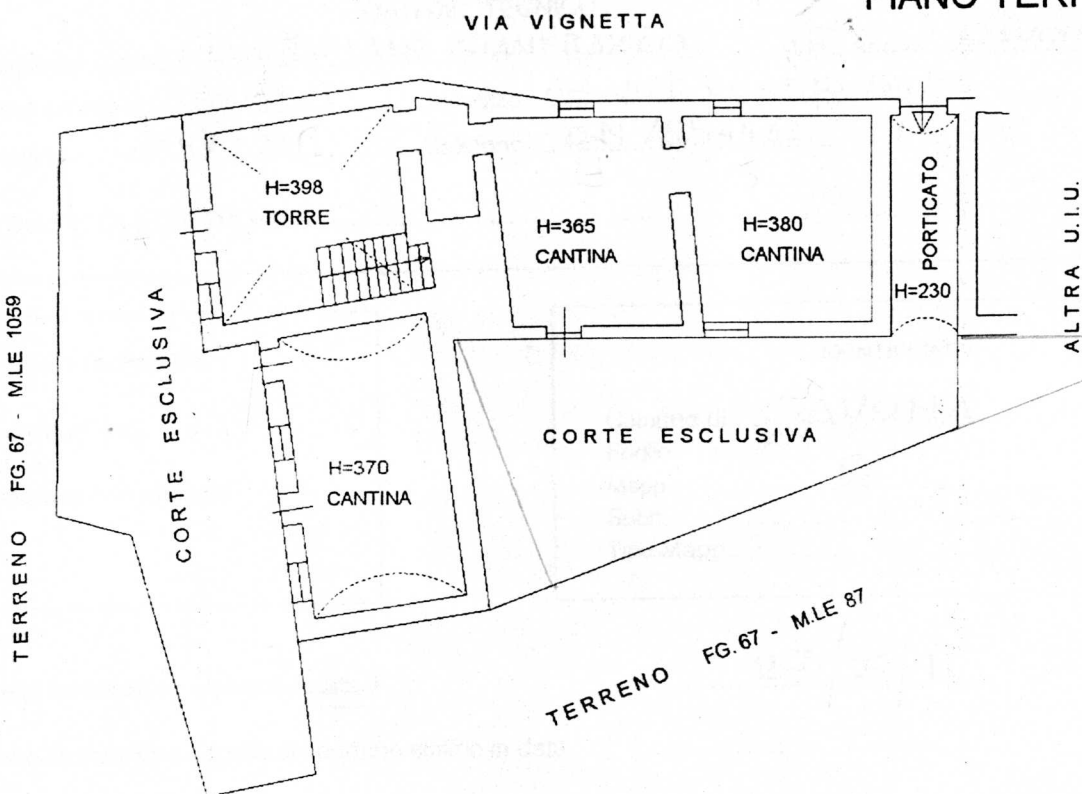 PIANO TERR
VIA VIGNETTA
H=398
TORRE
H=365
CANTINA
H=380
CANTINA
PORTICATO
H=230
ALTRA U.I.U.
TERRENO FG. 67 - M.LE 1059
CORTE ESCLUSIVA
H=370
CANTINA
CORTE ESCLUSIVA
TERRENO FG. 67 - M.LE 87